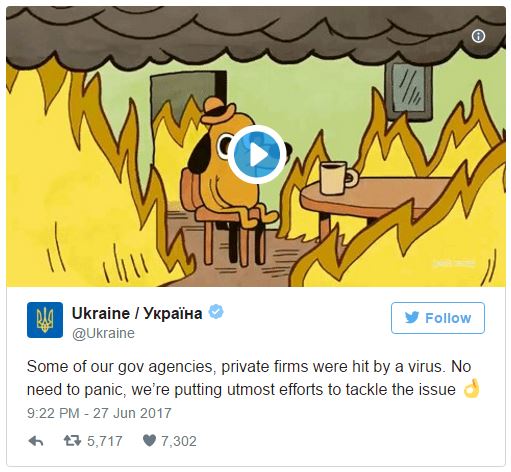 Ukraine / Україна
@Ukraine
Follow
Some of our gov agencies, private firms were hit by a virus. No
need to panic, we’re putting utmost efforts to tackle the issue 👌
9:22 PM - 27 Jun 2017
5,717 7,302